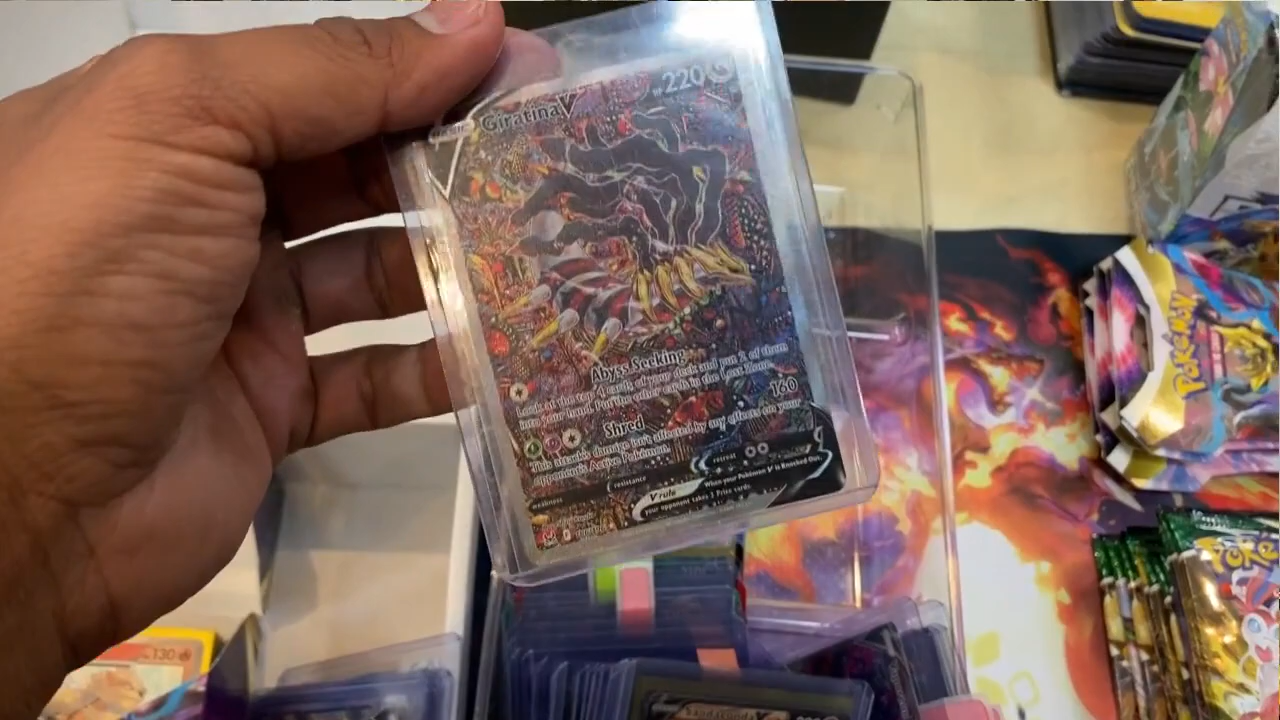 Giratina V
220
Abyss Seeking
Look at the top 4 cards of your deck and put 2 of them
into your hand. Put the other cards in the Lost Zone.
Shred
160
This attack's damage isn't affected by any effects on your
opponent's Active Pokémon.
weakness
resistance
retreat
V rule
When your Pokémon V is Knocked Out,
your opponent takes 2 Prize cards.
POKÉMON
POKÉ
130